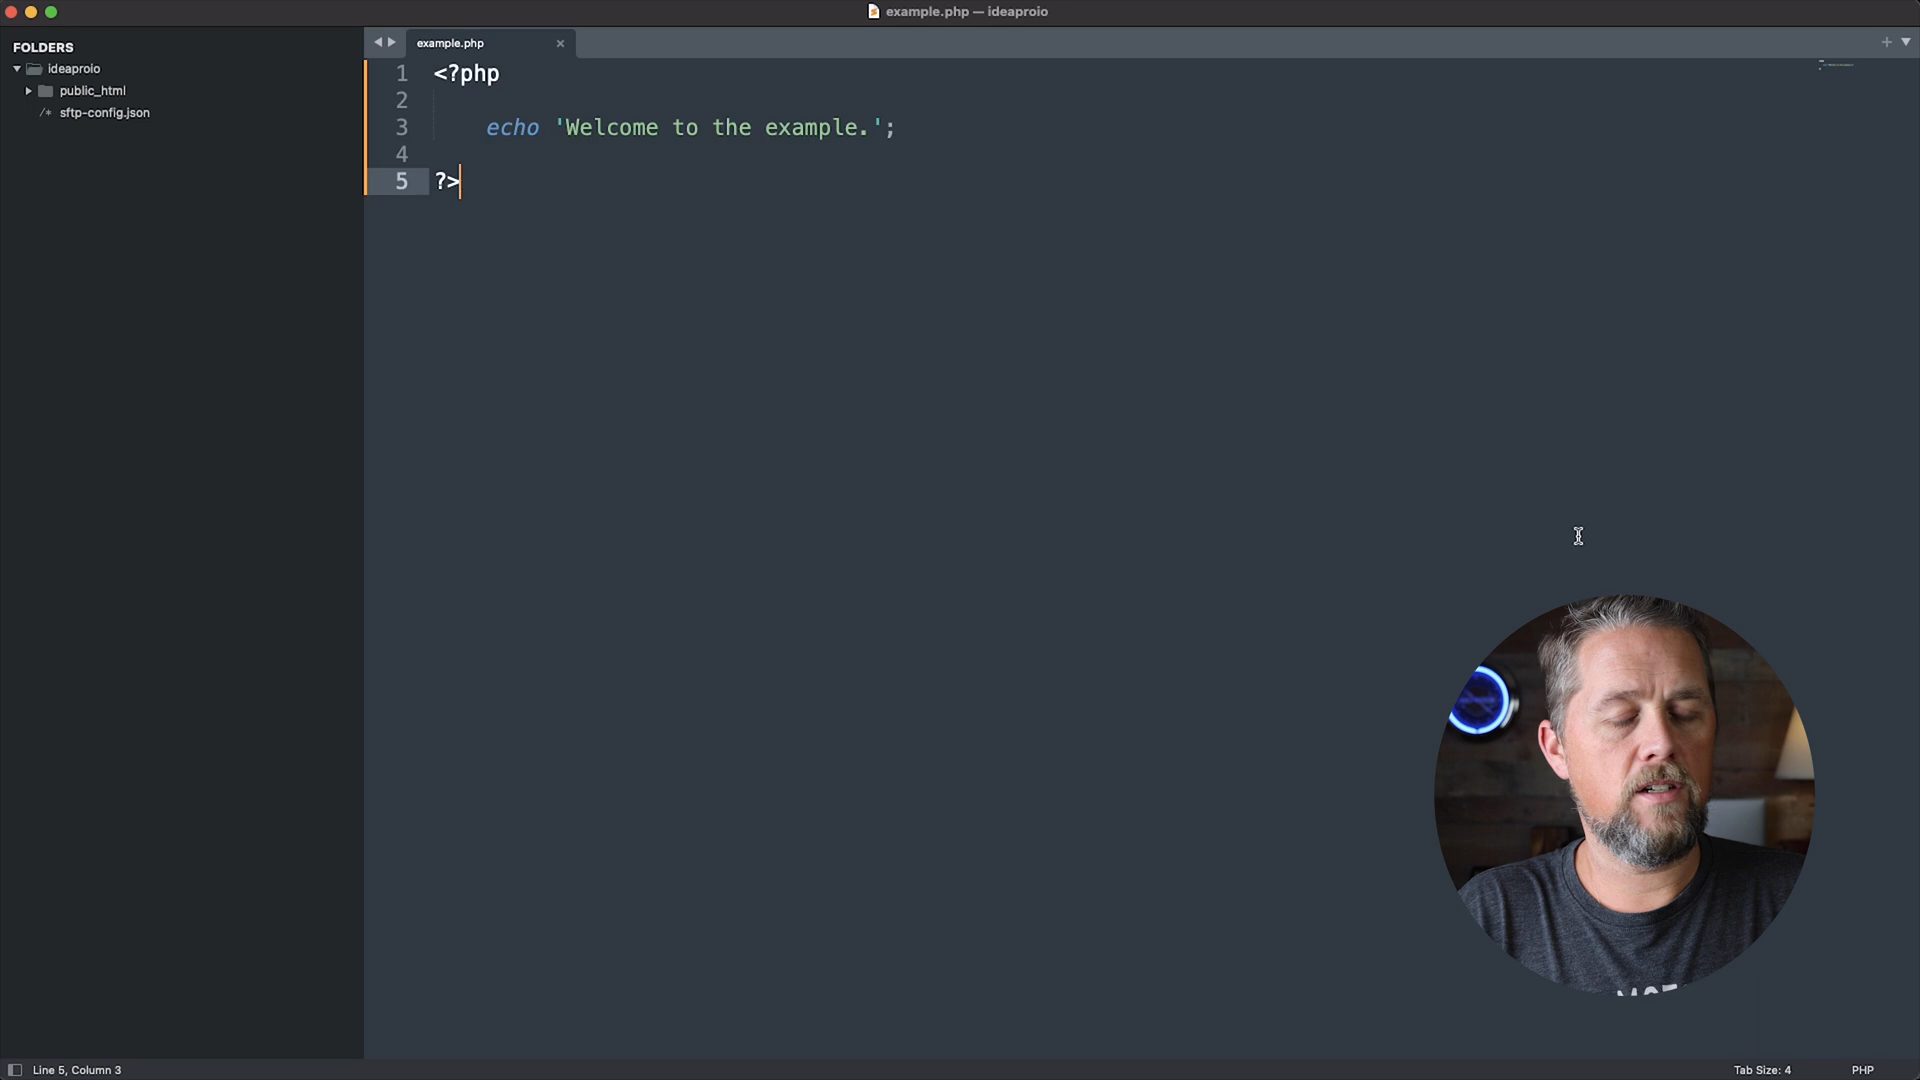 example.php — ideaproio
FOLDERS
ideaproio
public_html
/* sftp-config.json
example.php
1 <?php
2
3 echo 'Welcome to the example.';
4
5 ?>
Line 5, Column 3
Tab Size: 4
PHP